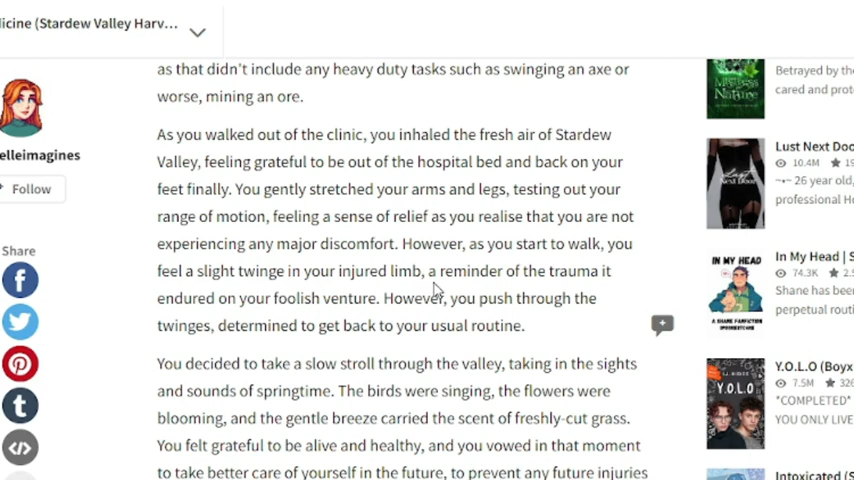 dicine (Stardew Valley Harv...
as that didn't include any heavy duty tasks such as swinging an axe or
worse, mining an ore.
As you walked out of the clinic, you inhaled the fresh air of Stardew
Valley, feeling grateful to be out of the hospital bed and back on your
feet finally. You gently stretched your arms and legs, testing out your
range of motion, feeling a sense of relief as you realise that you are not
experiencing any major discomfort. However, as you start to walk, you
feel a slight twinge in your injured limb, a reminder of the trauma it
endured on your foolish venture. However, you push through the
twinges, determined to get back to your usual routine.
You decided to take a slow stroll through the valley, taking in the sights
and sounds of springtime. The birds were singing, the flowers were
blooming, and the gentle breeze carried the scent of freshly-cut grass.
You felt grateful to be alive and healthy, and you vowed in that moment
to take better care of yourself in the future, to prevent any future injuries
elleimagines
Follow
Share
Betrayed by the
cared and prote
Lust Next Doo
10.4M
~•~ 26 year old,
professional Ho
IN MY HEAD
In My Head | S
74.3K 2.5
Shane has been
perpetual routi
Y.O.L.O
Y.O.L.O (Boyx
7.5M 326
*COMPLETED*
YOU ONLY LIVE
Intoxicated (S